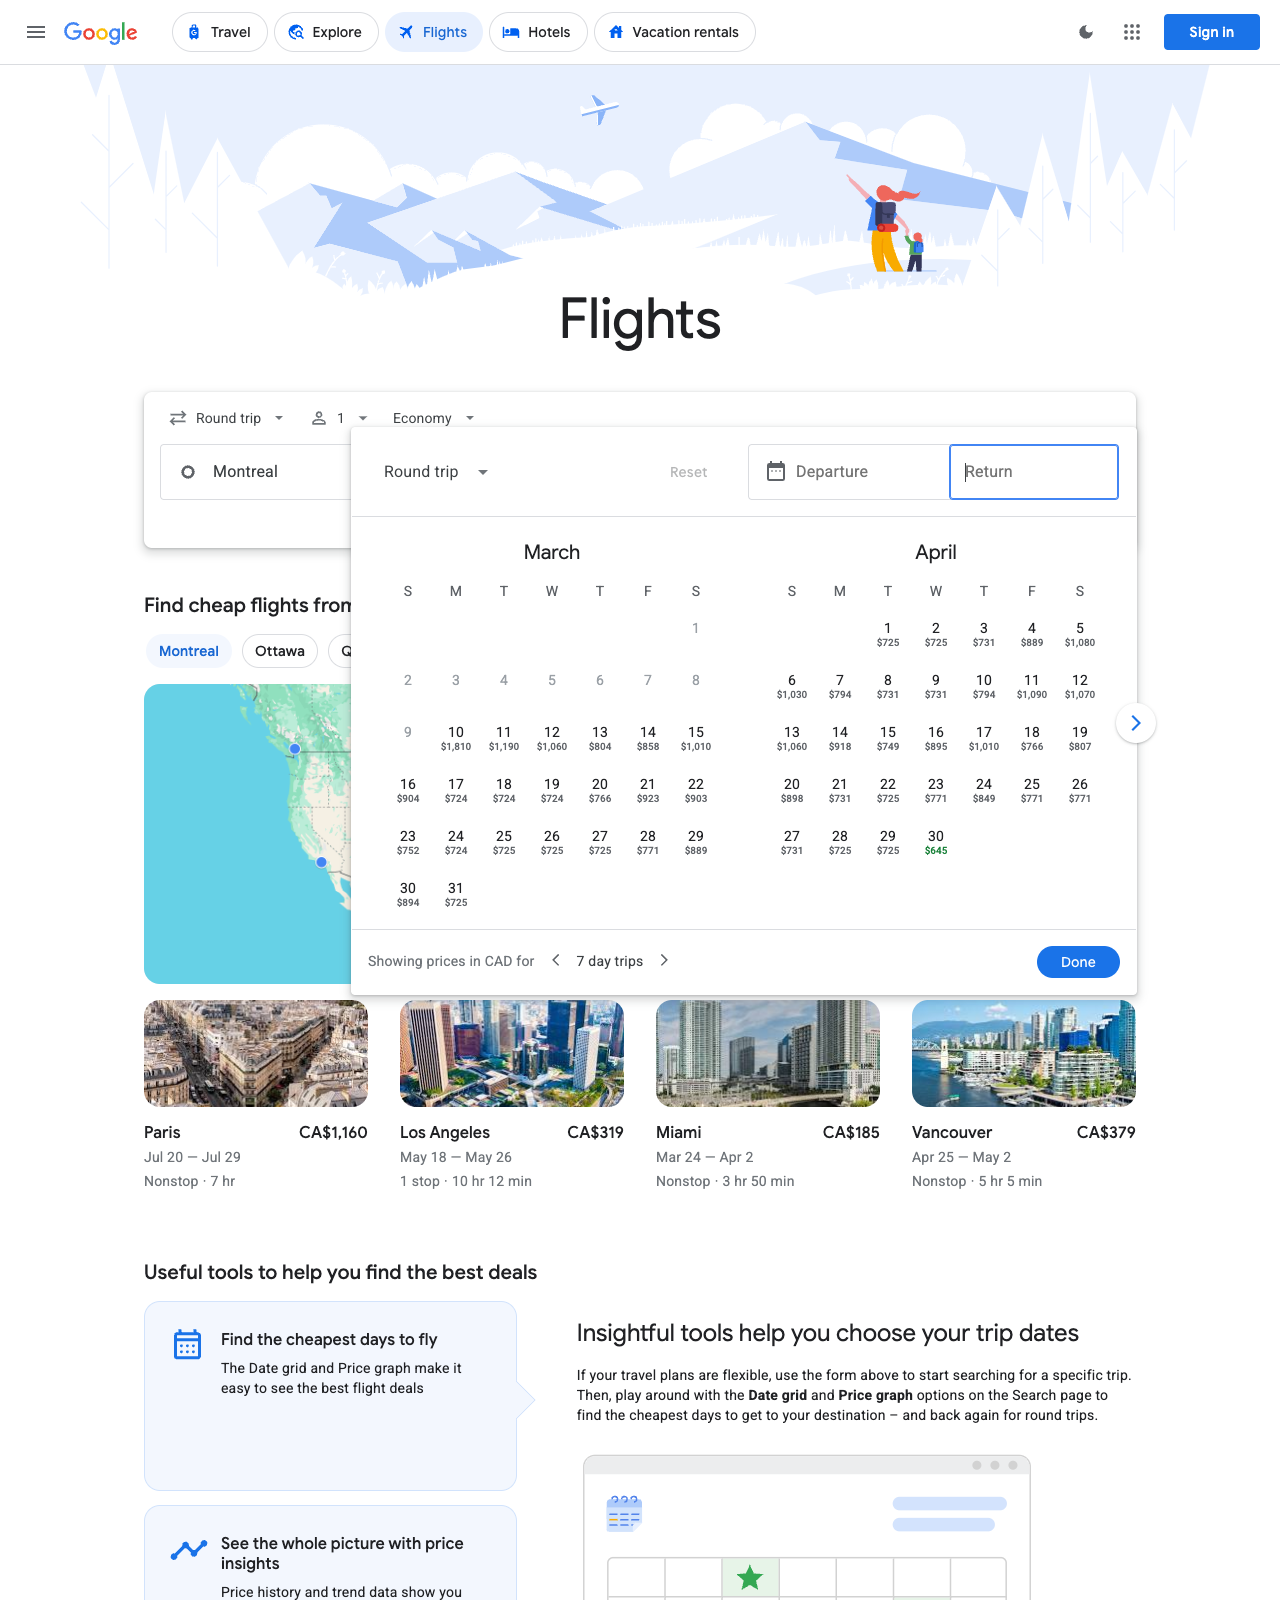 Google
Travel
Explore
Flights
Hotels
Vacation rentals
Sign in
Flights
Round trip
1
Economy
Montreal
Round trip
Reset
Departure
Return
March
April
S M T W T F S
S M T W T F S
1
2 3 4 5 6 7 8
9 10 11 12 13 14 15
$1,810 $1,190 $1,060 $804 $858 $1,010
16 17 18 19 20 21 22
$904 $724 $724 $724 $766 $923 $903
23 24 25 26 27 28 29
$752 $724 $725 $725 $725 $771 $889
30 31
$894 $725
1 2 3 4 5
$725 $725 $731 $889 $1,080
6 7 8 9 10 11 12
$1,030 $794 $731 $731 $794 $1,090 $1,070
13 14 15 16 17 18 19
$1,060 $918 $749 $895 $1,010 $766 $807
20 21 22 23 24 25 26
$898 $731 $725 $771 $849 $771 $771
27 28 29 30
$731 $725 $725 $645
Showing prices in CAD for
7 day trips
Done
Find cheap flights from
Montreal
Ottawa
Paris CA$1,160
Jul 20 — Jul 29
Nonstop · 7 hr
Los Angeles CA$319
May 18 — May 26
1 stop · 10 hr 12 min
Miami CA$185
Mar 24 — Apr 2
Nonstop · 3 hr 50 min
Vancouver CA$379
Apr 25 — May 2
Nonstop · 5 hr 5 min
Useful tools to help you find the best deals
Find the cheapest days to fly
The Date grid and Price graph make it
easy to see the best flight deals
See the whole picture with price
insights
Price history and trend data show you
Insightful tools help you choose your trip dates
If your travel plans are flexible, use the form above to start searching for a specific trip.
Then, play around with the Date grid and Price graph options on the Search page to
find the cheapest days to get to your destination – and back again for round trips.